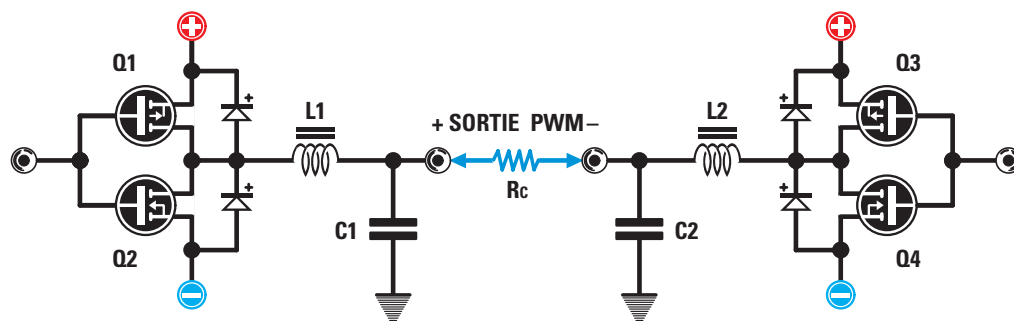 +
+
Q1
Q3
L1
L2
+ SORTIE PWM –
+
+
RC
+
+
C1
C2
Q2
Q4
–
–